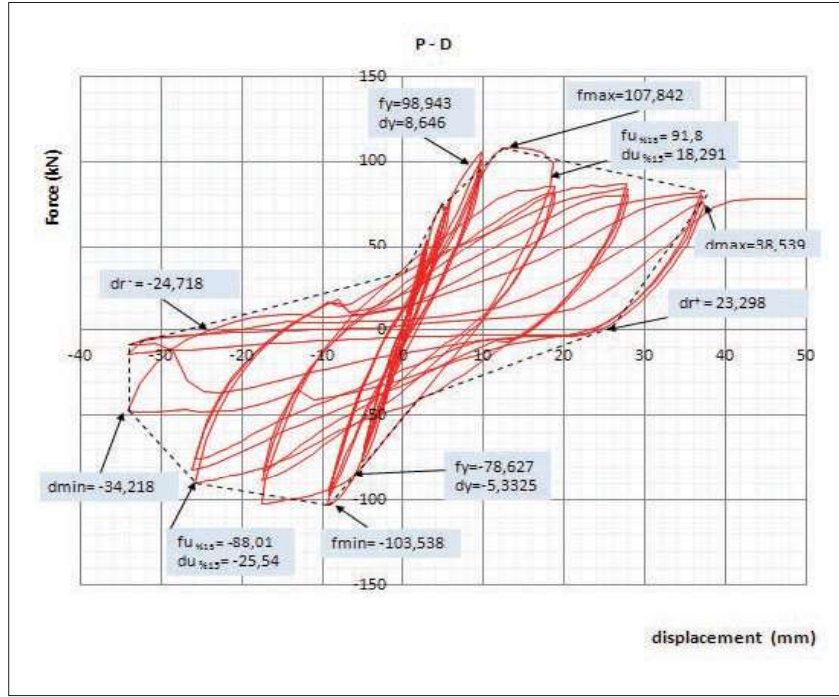 P - D
150
fmax=107,842
fy=98,943
dy=8,646
fu %15= 91,8
du %15= 18,291
100
Force (kN)
50
dmax=38,539
dr⁻= -24,718
dr⁺ = 23,298
0
-40 -30 -20 -10 0 10 20 30 40 50
-50
fy=-78,627
dy=-5,3325
dmin= -34,218
-100
fu %15= -88,01
du %15= -25,54
fmin= -103,538
-150
displacement (mm)